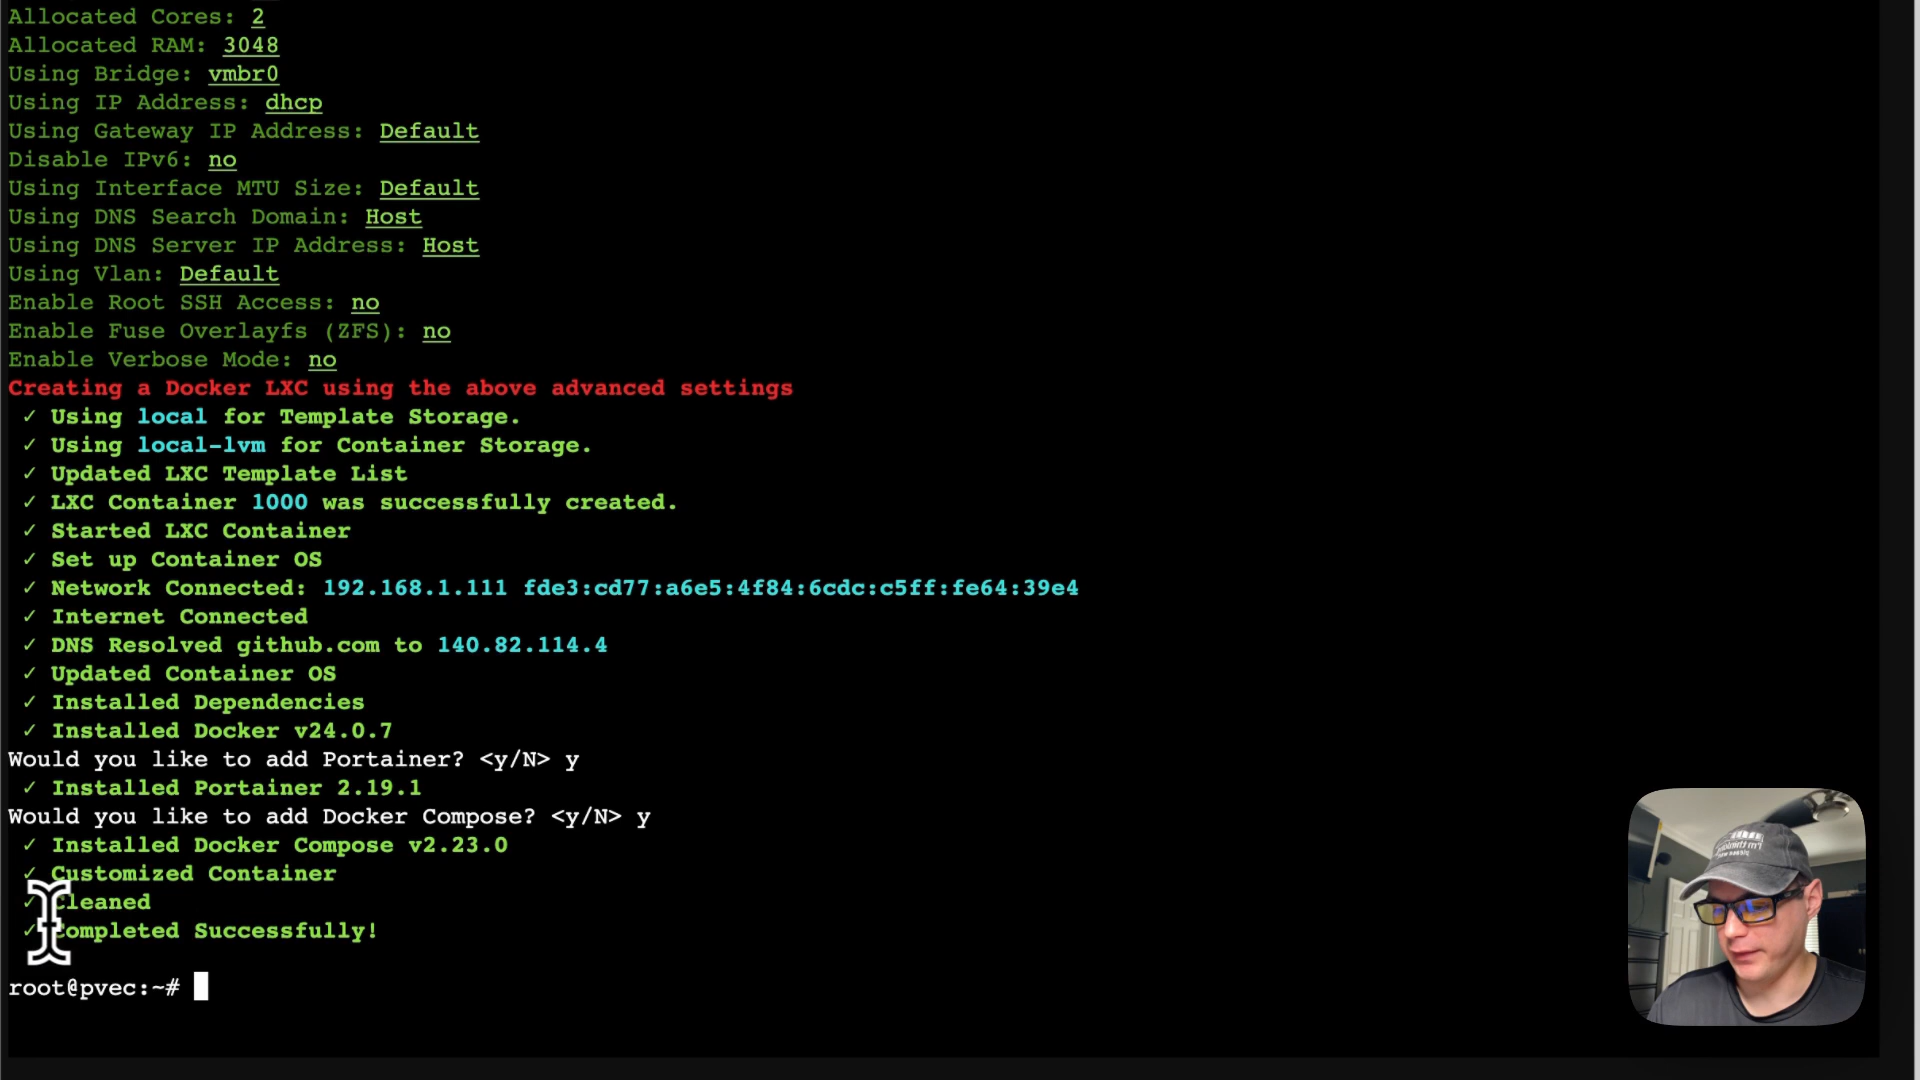 Allocated Cores: 2
Allocated RAM: 3048
Using Bridge: vmbr0
Using IP Address: dhcp
Using Gateway IP Address: Default
Disable IPv6: no
Using Interface MTU Size: Default
Using DNS Search Domain: Host
Using DNS Server IP Address: Host
Using Vlan: Default
Enable Root SSH Access: no
Enable Fuse Overlayfs (ZFS): no
Enable Verbose Mode: no
Creating a Docker LXC using the above advanced settings
✓ Using local for Template Storage.
✓ Using local-lvm for Container Storage.
✓ Updated LXC Template List
✓ LXC Container 1000 was successfully created.
✓ Started LXC Container
✓ Set up Container OS
✓ Network Connected: 192.168.1.111 fde3:cd77:a6e5:4f84:6cdc:c5ff:fe64:39e4
✓ Internet Connected
✓ DNS Resolved github.com to 140.82.114.4
✓ Updated Container OS
✓ Installed Dependencies
✓ Installed Docker v24.0.7
Would you like to add Portainer? <y/N> y
✓ Installed Portainer 2.19.1
Would you like to add Docker Compose? <y/N> y
✓ Installed Docker Compose v2.23.0
✓ Customized Container
✓ Cleaned
✓ Completed Successfully!
root@pvec:~#